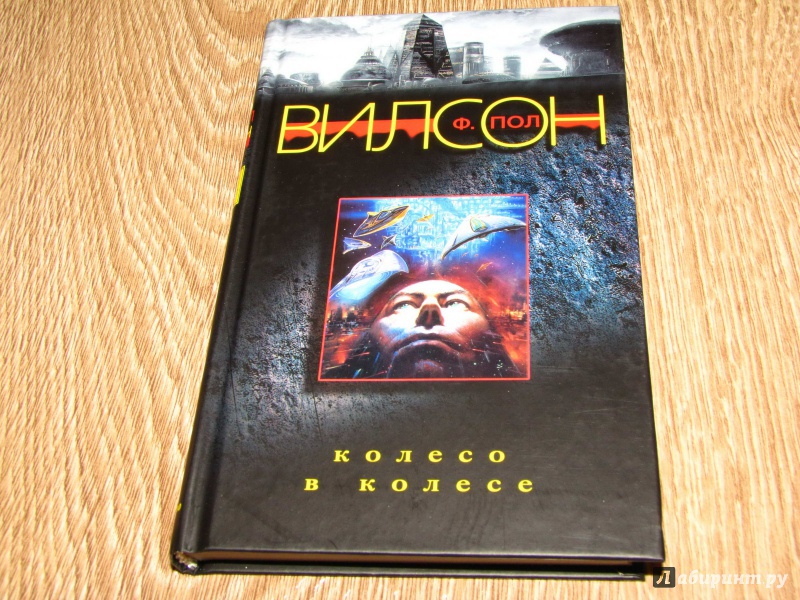 ВИЛСОН
Ф. ПОЛ
колесо
в колесе
Лабиринт.ру